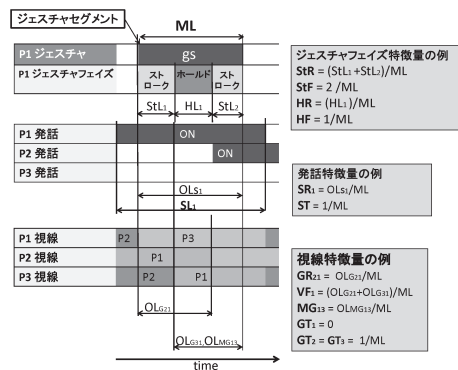 ジェスチャセグメント
ML
P1 ジェスチャ
gs
P1 ジェスチャフェイズ
スト
ローク
ホールド
スト
ローク
StL1
HL1
StL2
P1 発話
ON
P2 発話
ON
P3 発話
OLs1
SL1
P1 視線
P2
P3
P2 視線
P1
P3 視線
P2
P1
OLG21
OLG31,OLMG13
time
ジェスチャフェイズ特徴量の例
StR = (StL1 +StL2)/ML
StF = 2 /ML
HR = (HL1 )/ML
HF = 1/ML
発話特徴量の例
SR1 = OLs1/ML
ST = 1/ML
視線特徴量の例
GR21 = OLG21/ML
VF1 = (OLG21+OLG31)/ML
MG13 = OLMG13/ML
GT1 = 0
GT2 = GT3 = 1/ML